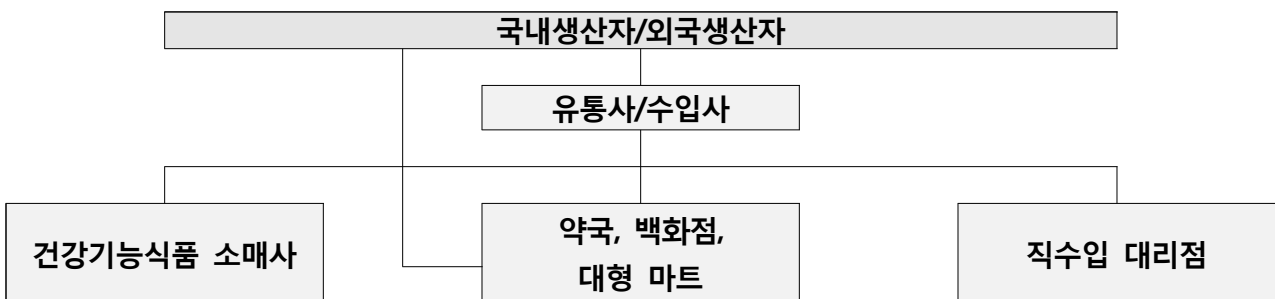 국내생산자/외국생산자
유통사/수입사
건강기능식품 소매사
약국, 백화점,
대형 마트
직수입 대리점